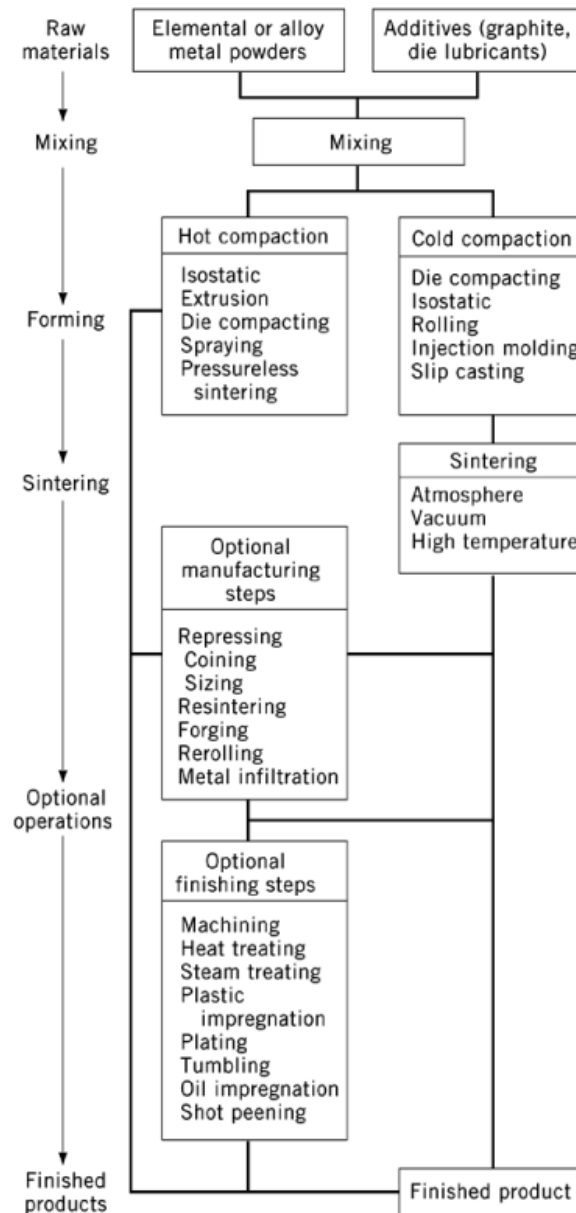 Raw
materials
Elemental or alloy
metal powders
Additives (graphite,
die lubricants)
Mixing
Mixing
Forming
Hot compaction
Isostatic
Extrusion
Die compacting
Spraying
Pressureless
sintering
Cold compaction
Die compacting
Isostatic
Rolling
Injection molding
Slip casting
Sintering
Sintering
Atmosphere
Vacuum
High temperature
Optional
manufacturing
steps
Repressing
Coining
Sizing
Resintering
Forging
Rerolling
Metal infiltration
Optional
operations
Optional
finishing steps
Machining
Heat treating
Steam treating
Plastic
impregnation
Plating
Tumbling
Oil impregnation
Shot peening
Finished
products
Finished product